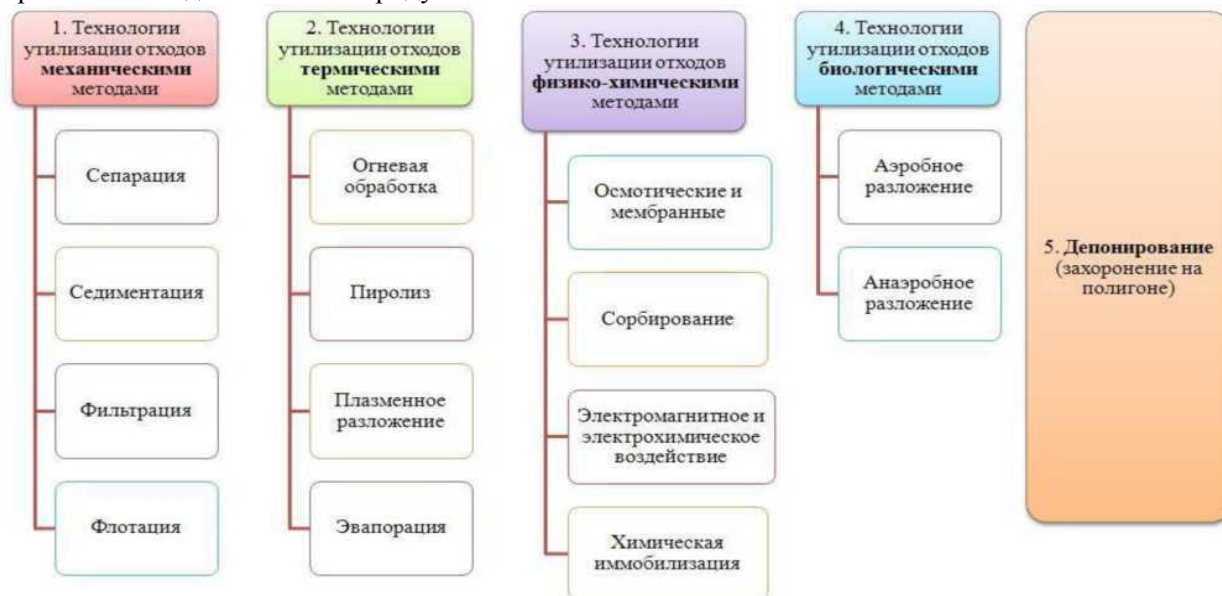 1. Технологии
утилизации отходов
механическими
методами
Сепарация
Седиментация
Фильтрация
Флотация
2. Технологии
утилизации отходов
термическими
методами
Огневая
обработка
Пиролиз
Плазменное
разложение
Эвапорация
3. Технологии
утилизации отходов
физико-химическими
методами
Осмотические и
мембранные
Сорбирование
Электромагнитное и
электрохимическое
воздействие
Химическая
иммобилизация
4. Технологии
утилизации отходов
биологическими
методами
Аэробное
разложение
Анаэробное
разложение
5. Депонирование
(захоронение на
полигоне)